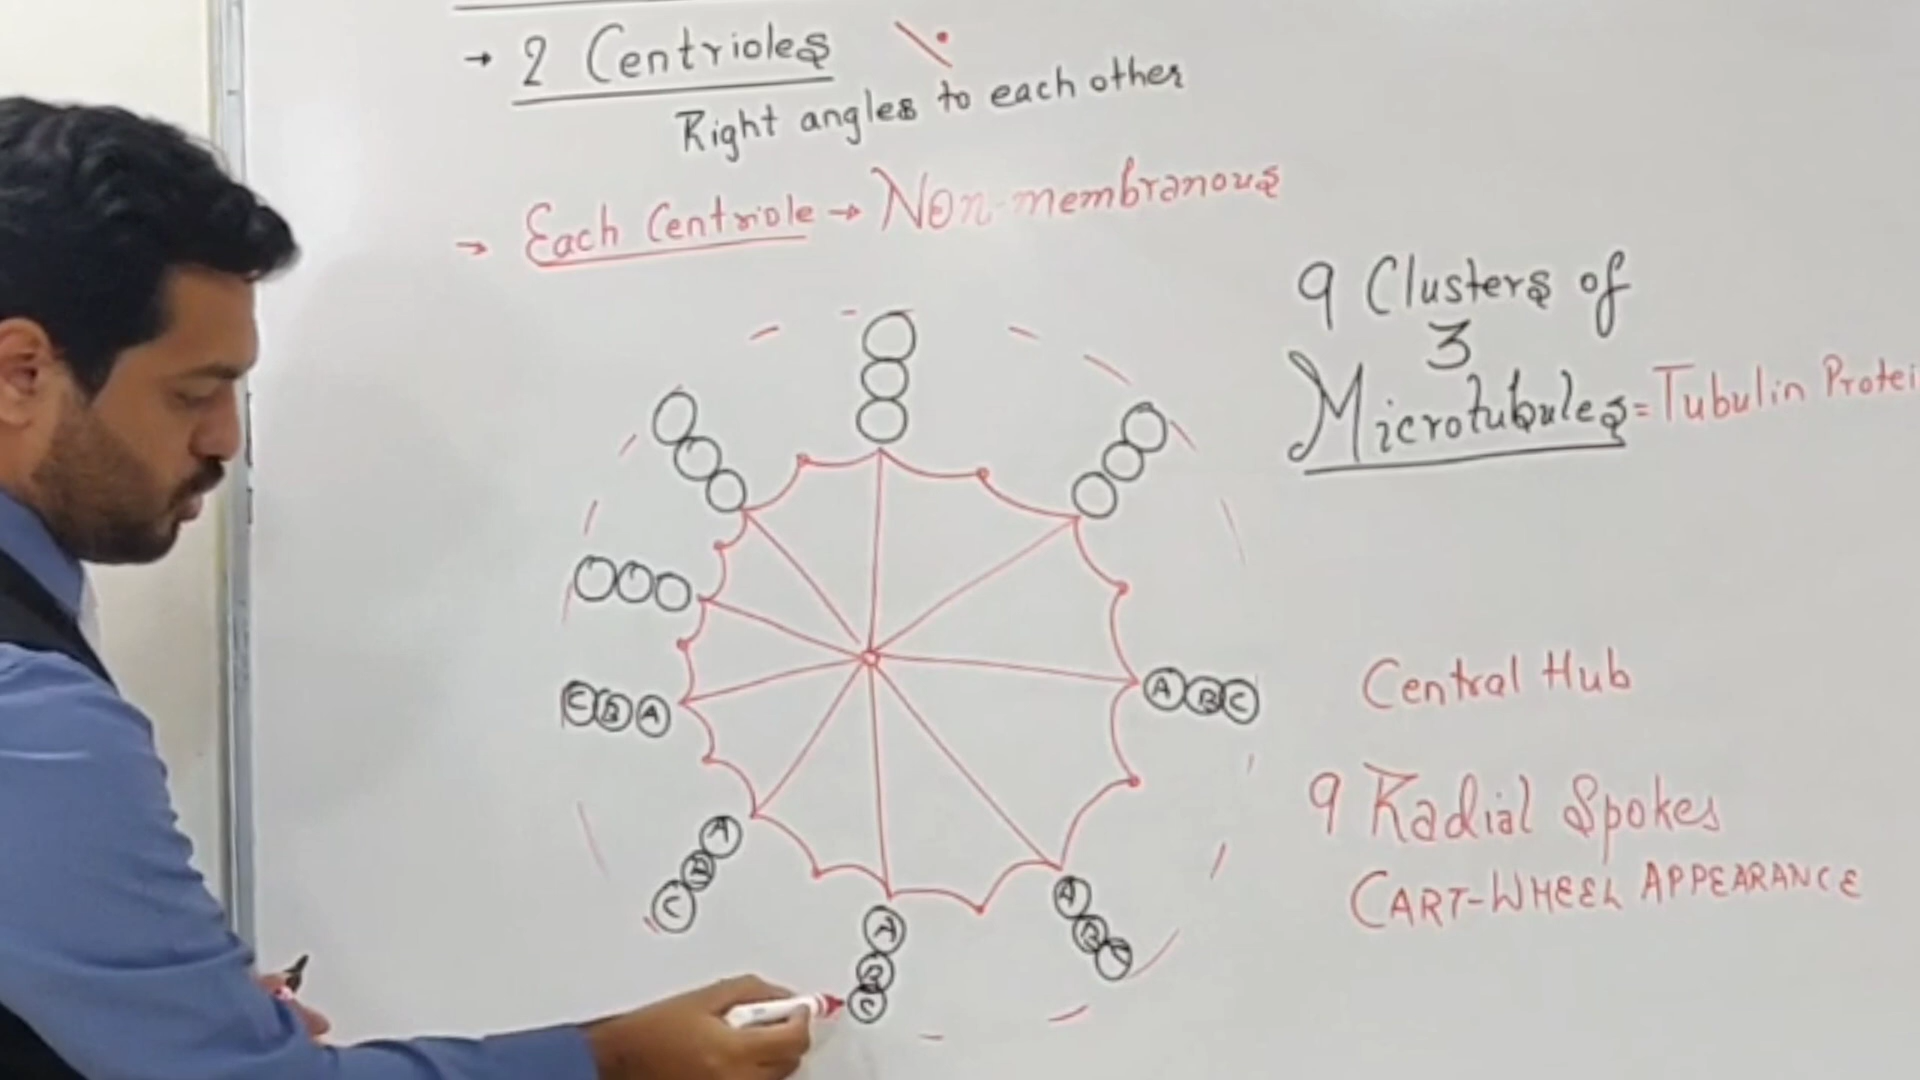 → 2 Centrioles
Right angles to each other
→ Each Centriole → Non-membranous
9 Clusters of
3
Microtubules = Tubulin Protei
A B C
C B A
A
B
C
A
B
C
A
B
Central Hub
9 Radial Spokes
CART-WHEEL APPEARANCE